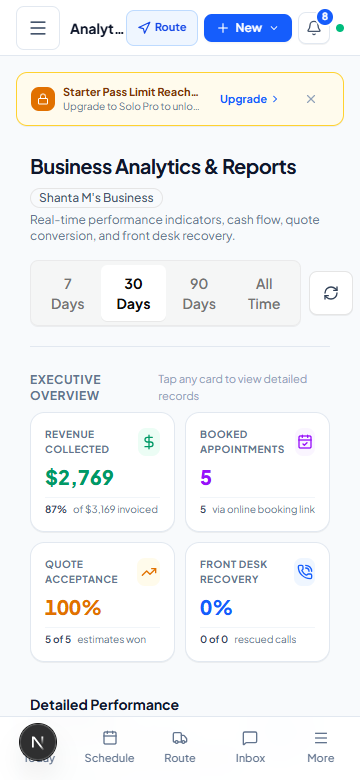 Analyt...
Route
New
8
Starter Pass Limit Reach...
Upgrade to Solo Pro to unlo...
Upgrade
Business Analytics & Reports
Shanta M's Business
Real-time performance indicators, cash flow, quote
conversion, and front desk recovery.
7
Days
30
Days
90
Days
All
Time
EXECUTIVE
OVERVIEW
Tap any card to view detailed
records
REVENUE
COLLECTED
$2,769
87% of $3,169 invoiced
BOOKED
APPOINTMENTS
5
5 via online booking link
QUOTE
ACCEPTANCE
100%
5 of 5 estimates won
FRONT DESK
RECOVERY
0%
0 of 0 rescued calls
Detailed Performance
N
Schedule
Route
Inbox
More